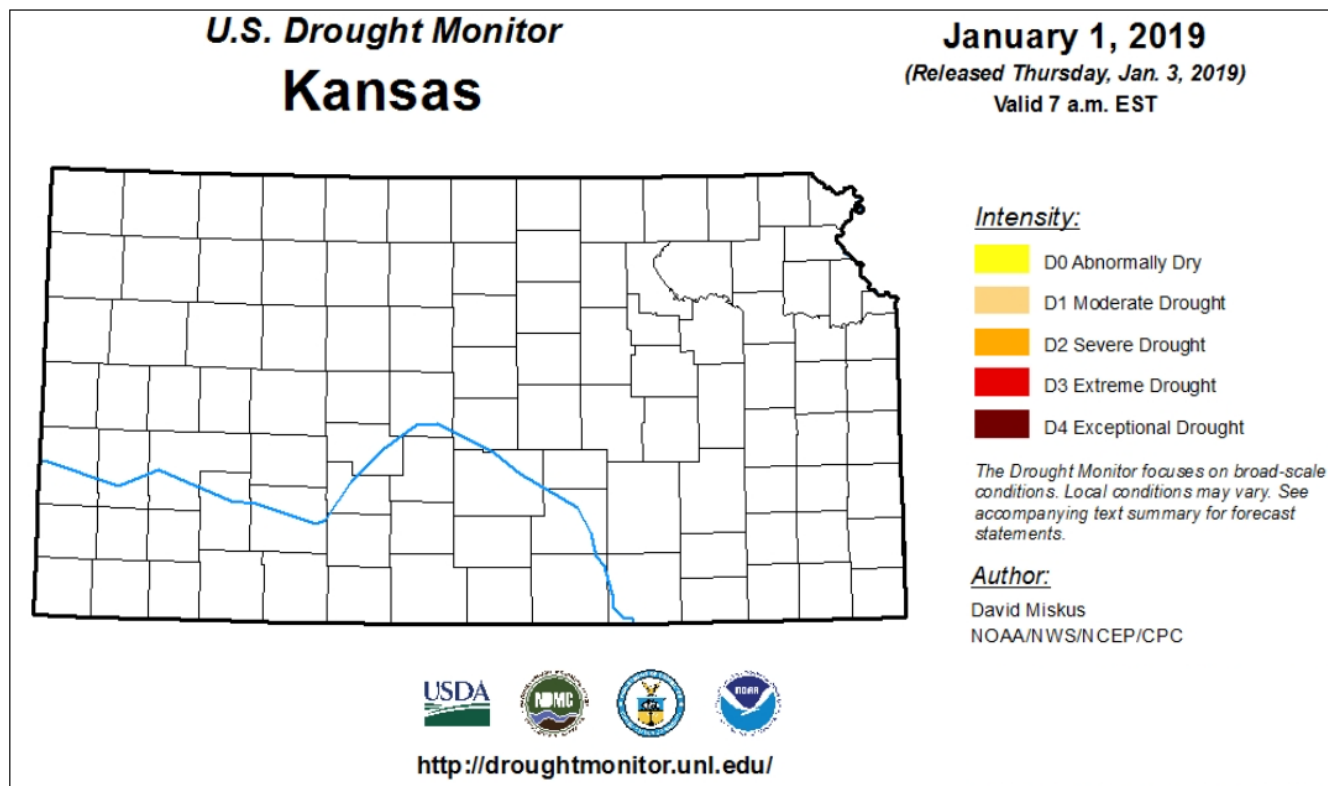 U.S. Drought Monitor
Kansas
January 1, 2019
(Released Thursday, Jan. 3, 2019)
Valid 7 a.m. EST
Intensity:
D0 Abnormally Dry
D1 Moderate Drought
D2 Severe Drought
D3 Extreme Drought
D4 Exceptional Drought
The Drought Monitor focuses on broad-scale
conditions. Local conditions may vary. See
accompanying text summary for forecast
statements.
Author:
David Miskus
NOAA/NWS/NCEP/CPC
USDA
NDMC
NOAA
http://droughtmonitor.unl.edu/